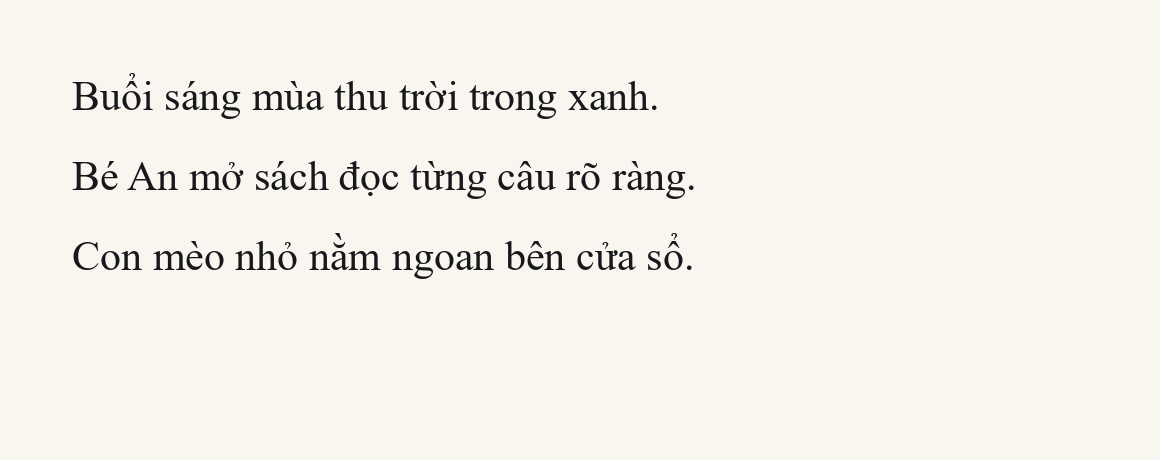 Buổi sáng mùa thu trời trong xanh.
Bé An mở sách đọc từng câu rõ ràng.
Con mèo nhỏ nằm ngoan bên cửa sổ.